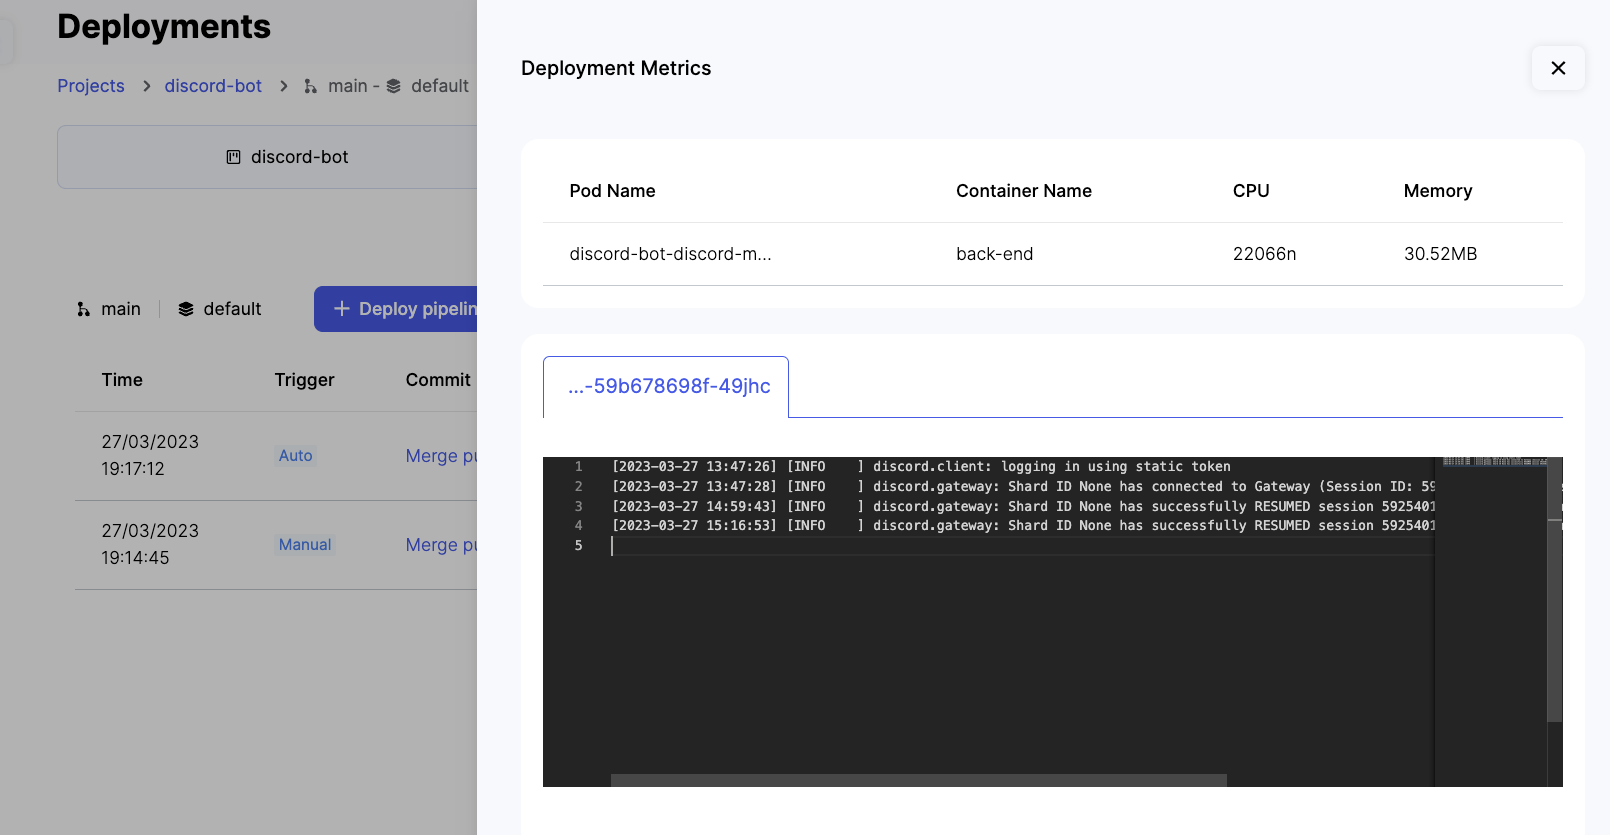 Deployments
Projects > discord-bot > main - default
discord-bot
main default + Deploy pipelin
Time Trigger Commit
27/03/2023
19:17:12
Auto
Merge pu
27/03/2023
19:14:45
Manual
Merge pu
Deployment Metrics
Pod Name Container Name CPU Memory
discord-bot-discord-m... back-end 22066n 30.52MB
...-59b678698f-49jhc
1 [2023-03-27 13:47:26] [INFO    ] discord.client: logging in using static token
2 [2023-03-27 13:47:28] [INFO    ] discord.gateway: Shard ID None has connected to Gateway (Session ID: 59
3 [2023-03-27 14:59:43] [INFO    ] discord.gateway: Shard ID None has successfully RESUMED session 5925401
4 [2023-03-27 15:16:53] [INFO    ] discord.gateway: Shard ID None has successfully RESUMED session 5925401
5